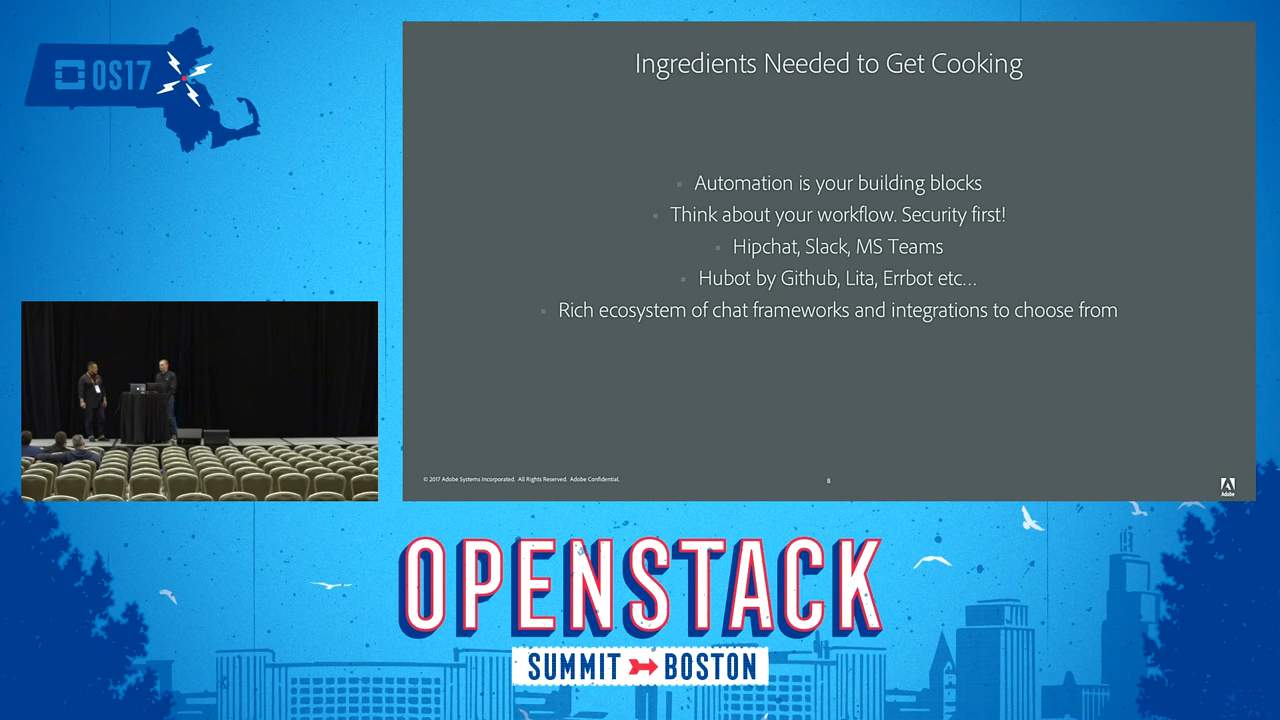 OS17
Ingredients Needed to Get Cooking
Automation is your building blocks
Think about your workflow. Security first!
Hipchat, Slack, MS Teams
Hubot by Github, Lita, Errbot etc...
Rich ecosystem of chat frameworks and integrations to choose from
© 2017 Adobe Systems Incorporated. All Rights Reserved. Adobe Confidential.
8
Adobe
OPENSTACK
SUMMIT BOSTON